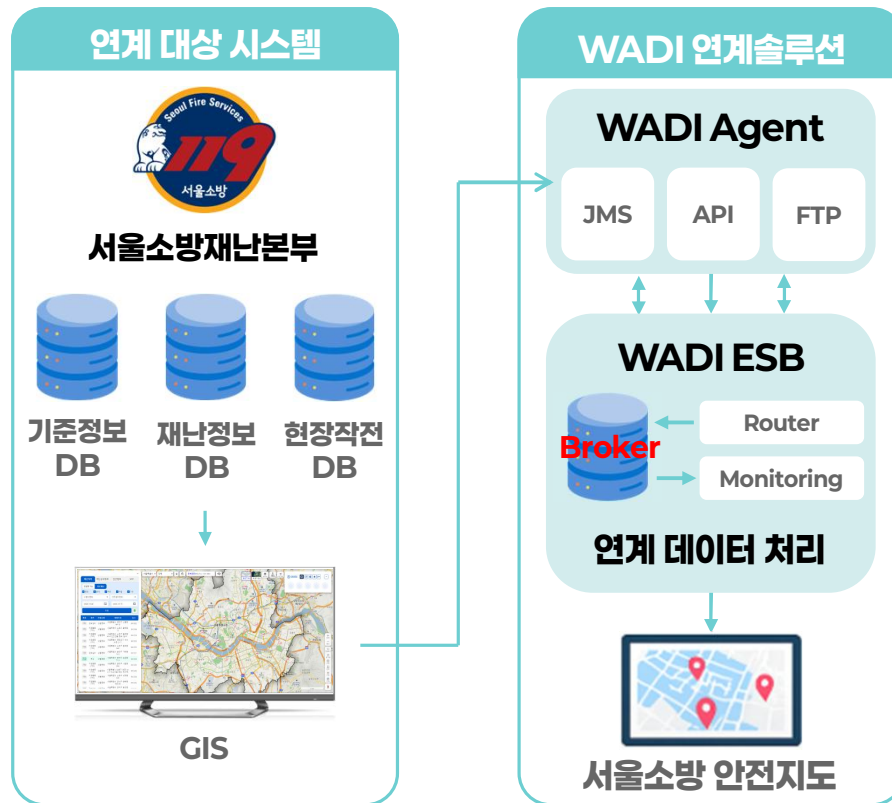 연계 대상 시스템
Seoul Fire Services
119
서울소방
서울소방재난본부
기준정보
DB
재난정보
DB
현장작전
DB
GIS
WADI 연계솔루션
WADI Agent
JMS
API
FTP
WADI ESB
Broker
Router
Monitoring
연계 데이터 처리
서울소방 안전지도